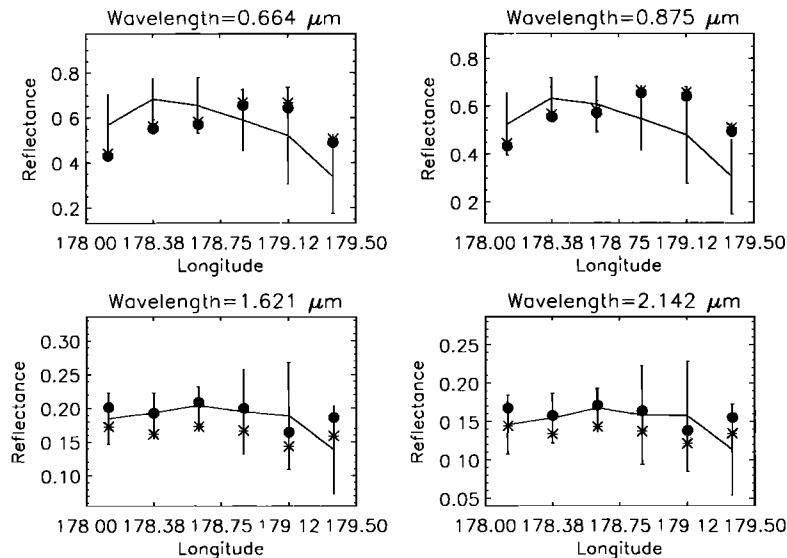 Wavelength=0.664 μm
Reflectance
0.8
0.6
0.4
0.2
178 00 178.38 178.75 179.12 179.50
Longitude
Wavelength=0.875 μm
Reflectance
0.8
0.6
0.4
0.2
178 00 178.38 178 75 179.12 179.50
Longitude
Wavelength=1.621 μm
Reflectance
0.30
0.25
0.20
0.15
0 10
178 00 178.38 178.75 179 12 179.50
Longitude
Wavelength=2.142 μm
Reflectance
0.25
0.20
0.15
0 10
0.05
178.00 178.38 178.75 179 12 179.50
Longitude